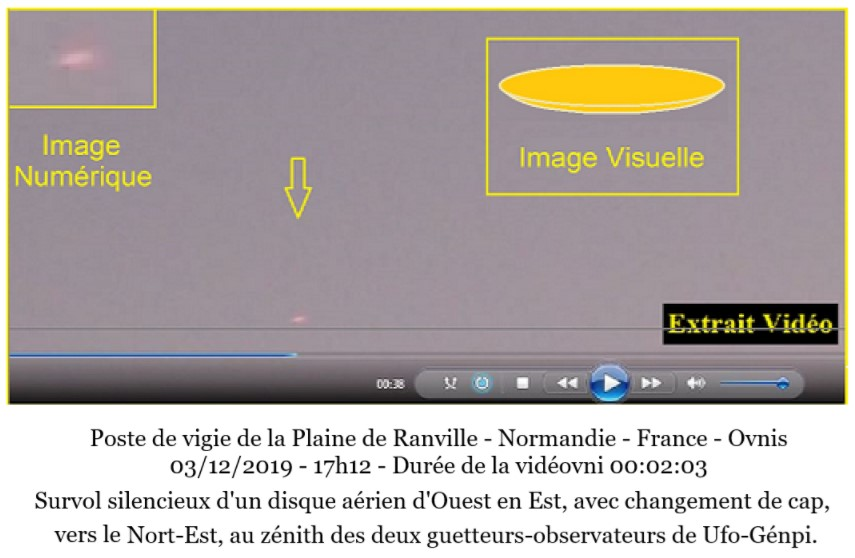 Image
Numérique
Image Visuelle
Extrait Vidéo
00:38
Poste de vigie de la Plaine de Ranville - Normandie - France - Ovnis
03/12/2019 - 17h12 - Durée de la vidéovni 00:02:03
Survol silencieux d'un disque aérien d'Ouest en Est, avec changement de cap,
vers le Nort-Est, au zénith des deux guetteurs-observateurs de Ufo-Génpi.